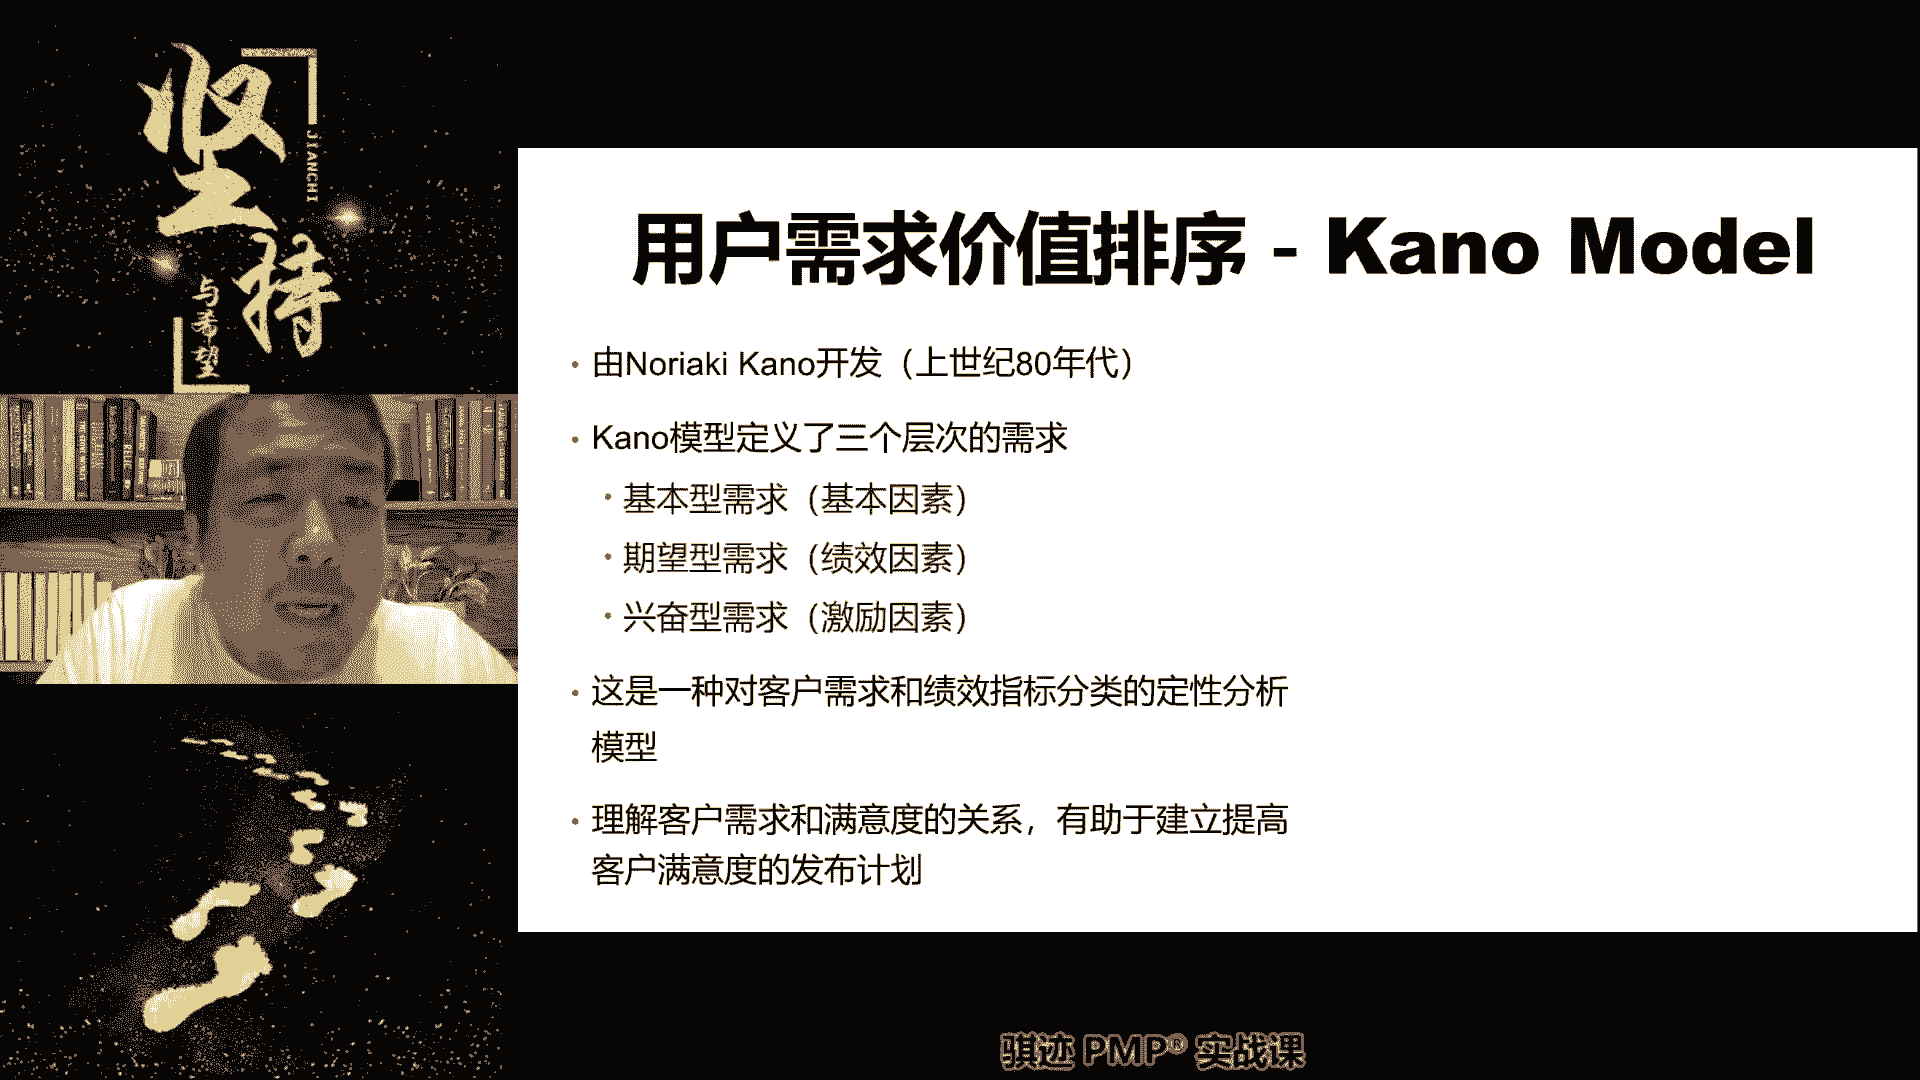 坚持
JIANCHI
与希望
用户需求价值排序 - Kano Model
• 由Noriaki Kano开发（上世纪80年代）
• Kano模型定义了三个层次的需求
• 基本型需求（基本因素）
• 期望型需求（绩效因素）
• 兴奋型需求（激励因素）
• 这是一种对客户需求和绩效指标分类的定性分析
模型
• 理解客户需求和满意度的关系，有助于建立提高
客户满意度的发布计划
骐迹 PMP® 实战课